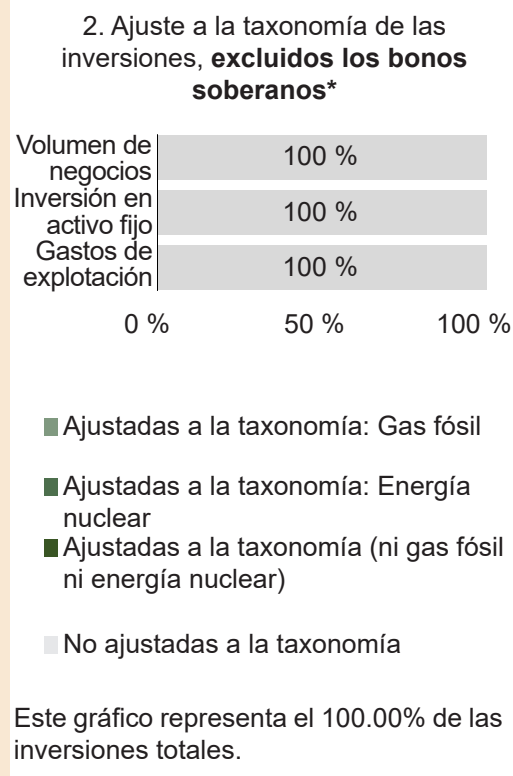 2. Ajuste a la taxonomía de las
inversiones, excluidos los bonos
soberanos*
Volumen de
negocios
100 %
Inversión en
activo fijo
100 %
Gastos de
explotación
100 %
0 % 50 % 100 %
Ajustadas a la taxonomía: Gas fósil
Ajustadas a la taxonomía: Energía
nuclear
Ajustadas a la taxonomía (ni gas fósil
ni energía nuclear)
No ajustadas a la taxonomía
Este gráfico representa el 100.00% de las
inversiones totales.